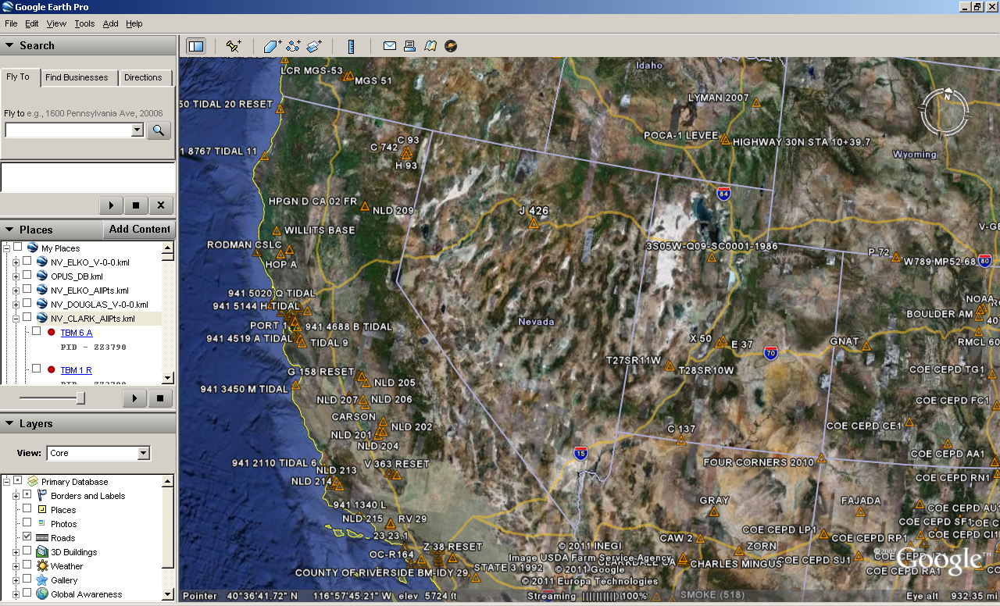 Google Earth Pro
File Edit View Tools Add Help
Search
Fly To Find Businesses Directions
Fly to e.g., 1600 Pennsylvania Ave, 20006
Places Add Content
My Places
NV_ELKO_V-0-0.kml
OPUS_DB.kml
NV_ELKO_AllPts.kml
NV_DOUGLAS_V-0-0.kml
AllPts.kml
TBM 6 A
PID - ZZ3790
TBM 1 R
Layers
View: Core
Primary Database
Borders and Labels
Places
Photos
Roads
3D Buildings
Weather
Gallery
Global Awareness
LCR MGS-53
MGS 51
Idaho
50 TIDAL 20 RESET
LYMAN 2007
N
POCA-1 LEVEE
HIGHWAY 30N STA 10+39.7
C 93
C 742
H 93
1 8767 TIDAL 11
Wyoming
84
HPGN D CA 02 FR
NLD 209
J 426
WILLITS BASE
V-GE
RODMAN CSLC
3S05W-Q09-SC0001-1986
P 72
W789 MP52.68
80
HOP A
941 5020 Q TIDAL
941 5144 H TIDAL
NOAA
BOULDER AM
PORT 1
941 4688 B TIDAL
Nevada
941 4519 A TIDAL
TIDAL 9
X 50
E 37
70
GNAT
RMCL 60
T27SR11W
T28SR10W
G 158 RESET
NLD 205
COE CEPD TG1
941 3450 M TIDAL
NLD 207
NLD 206
COE CEPD FC1
CARSON
NLD 202
NLD 201
NLD 204
C 137
COE CEPD CE1
15
COE CEPD AA1
941 2110 TIDAL 6
NLD 213
V 363 RESET
FOUR CORNERS 2010
NLD 214
COE CEPD RN1
941 1340 L
GRAY
FAJADA
COE CEPD AU
NLD 215
RV 29
COE CEPD SF1
23 23.1
COE CEPD LP1
COE CEPD RP1
COE CEPD CI1
CAW 2
OC-R164
Z 38 RESET
© 2011 INEGI
ZORN
Image USDA Farm Service Agency
STATE 3 1992
© 2011 Google
CHARLES MINGUS
COE CEPD SJ1
Google
COUNTY OF RIVERSIDE BM-IDY 29
© 2011 Europa Technologies
COE CEPD RA1
Pointer 40°36'41.72" N 116°57'45.21" W elev 5724 ft
Streaming |||||||||| 100%
SMOKE (518)
Eye alt 932.35 mi